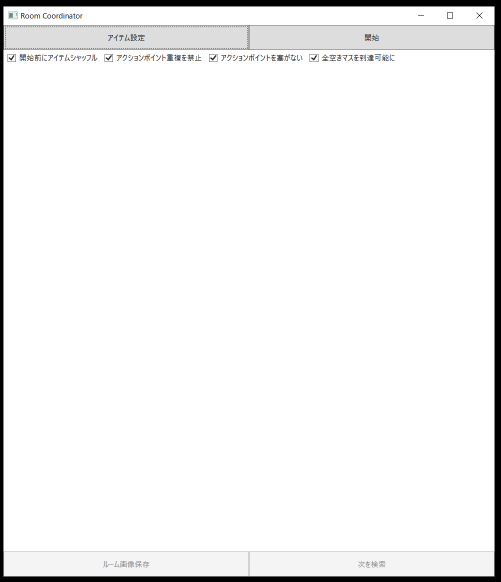 Room Coordinator
アイテム設定 開始
開始前にアイテムシャッフル アクションポイント重複を禁止 アクションポイントを塞がない 全空きマスを到達可能に
ルーム画像保存 次を検索